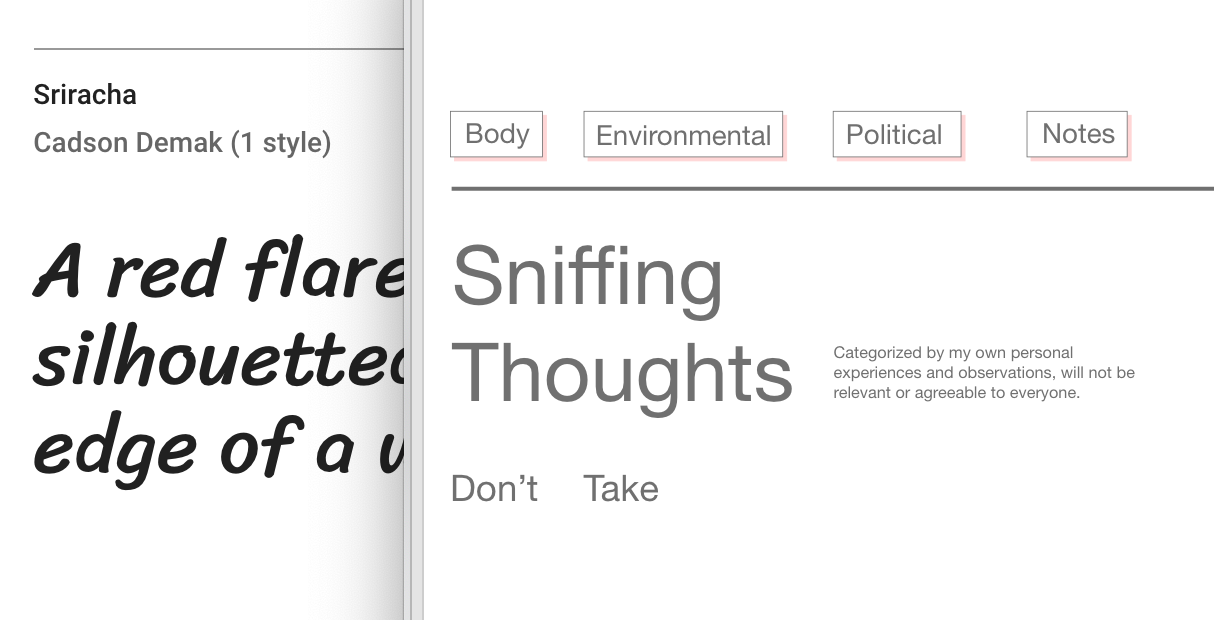 Sriracha
Cadson Demak (1 style)
A red flare
silhouetted
edge of a
Body
Environmental
Political
Notes
Sniffing
Thoughts
Categorized by my own personal
experiences and observations, will not be
relevant or agreeable to everyone.
Don’t Take